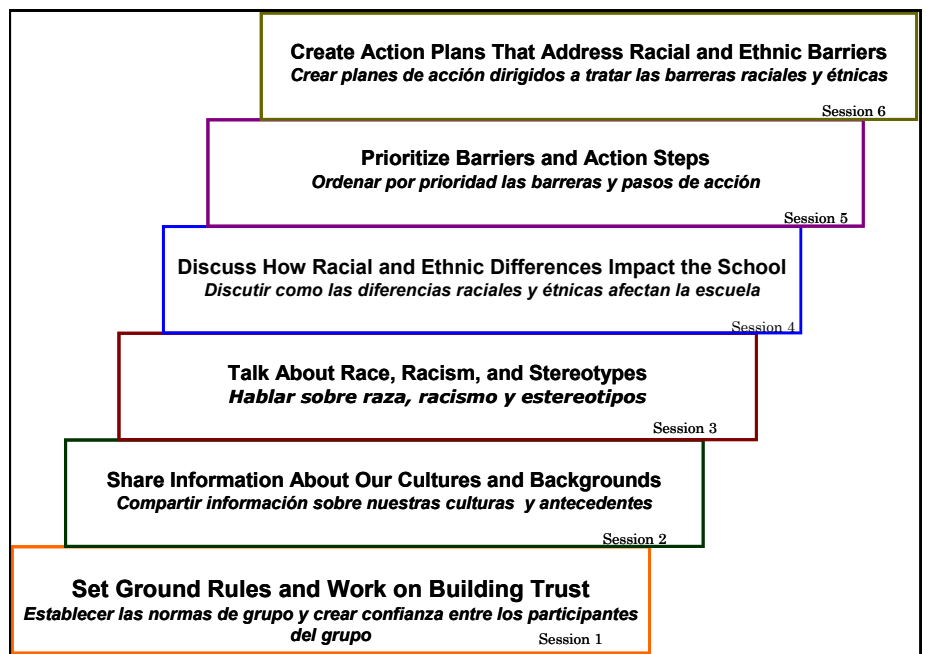 Create Action Plans That Address Racial and Ethnic Barriers
Crear planes de acción dirigidos a tratar las barreras raciales y étnicas
Session 6
Prioritize Barriers and Action Steps
Ordenar por prioridad las barreras y pasos de acción
Session 5
Discuss How Racial and Ethnic Differences Impact the School
Discutir como las diferencias raciales y étnicas afectan la escuela
Session 4
Talk About Race, Racism, and Stereotypes
Hablar sobre raza, racismo y estereotipos
Session 3
Share Information About Our Cultures and Backgrounds
Compartir información sobre nuestras culturas y antecedentes
Session 2
Set Ground Rules and Work on Building Trust
Establecer las normas de grupo y crear confianza entre los participantes
del grupo
Session 1